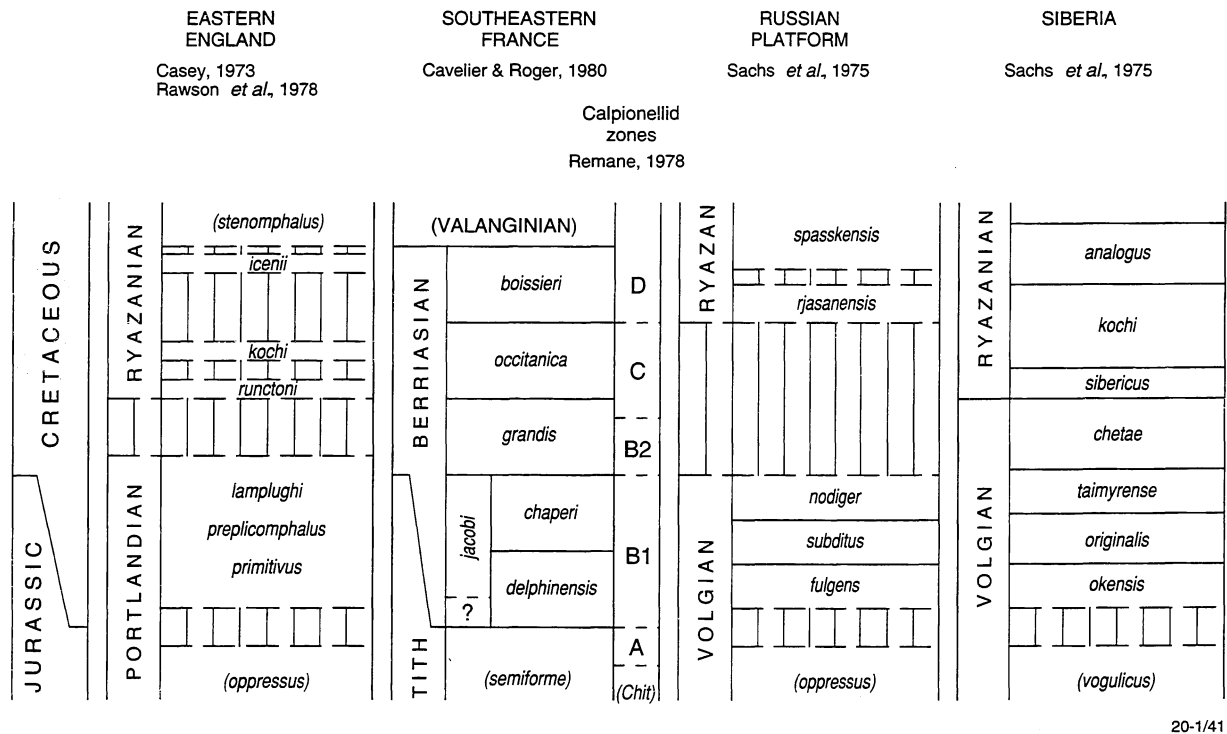 EASTERN
ENGLAND
Casey, 1973
Rawson et al., 1978
SOUTHEASTERN
FRANCE
Cavelier & Roger, 1980
RUSSIAN
PLATFORM
Sachs et al., 1975
SIBERIA
Sachs et al., 1975
Calpionellid
zones
Remane, 1978
CRETACEOUS
JURASSIC
RYAZANIAN
PORTLANDIAN
(stenomphalus)
icenii
kochi
runctoni
lamplughi
preplicomphalus
primitivus
(oppressus)
BERRIASIAN
TITH
(VALANGINIAN)
boissieri
occitanica
grandis
jacobi
?
chaperi
delphinensis
(semiforme)
D
C
B2
B1
A
(Chit)
RYAZAN
VOLGIAN
spasskensis
rjasanensis
nodiger
subditus
fulgens
(oppressus)
RYAZANIAN
VOLGIAN
analogus
kochi
sibericus
chetae
taimyrense
originalis
okensis
(vogulicus)
20-1/41